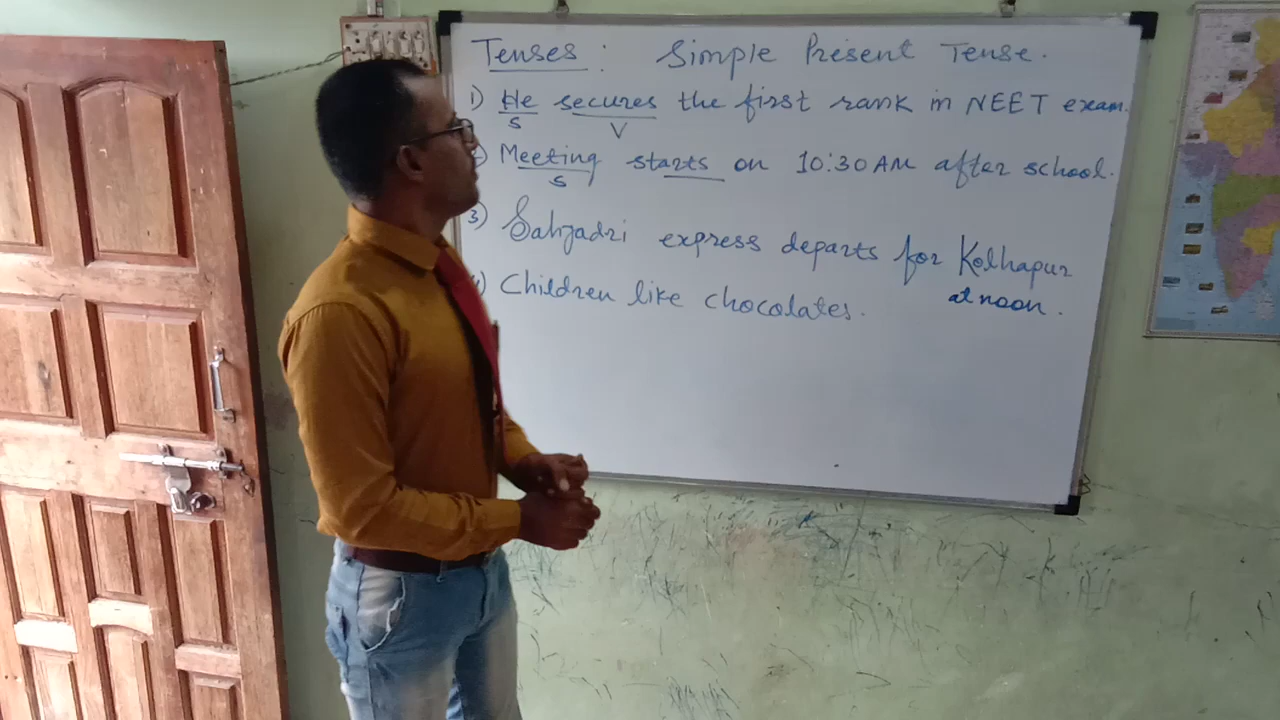 Tenses : Simple Present Tense.
1) He secures the first rank in NEET exam.
S V
2) Meeting starts on 10:30 AM after school.
S
3) Sahyadri express departs for Kolhapur
at noon.
4) Children like chocolates.